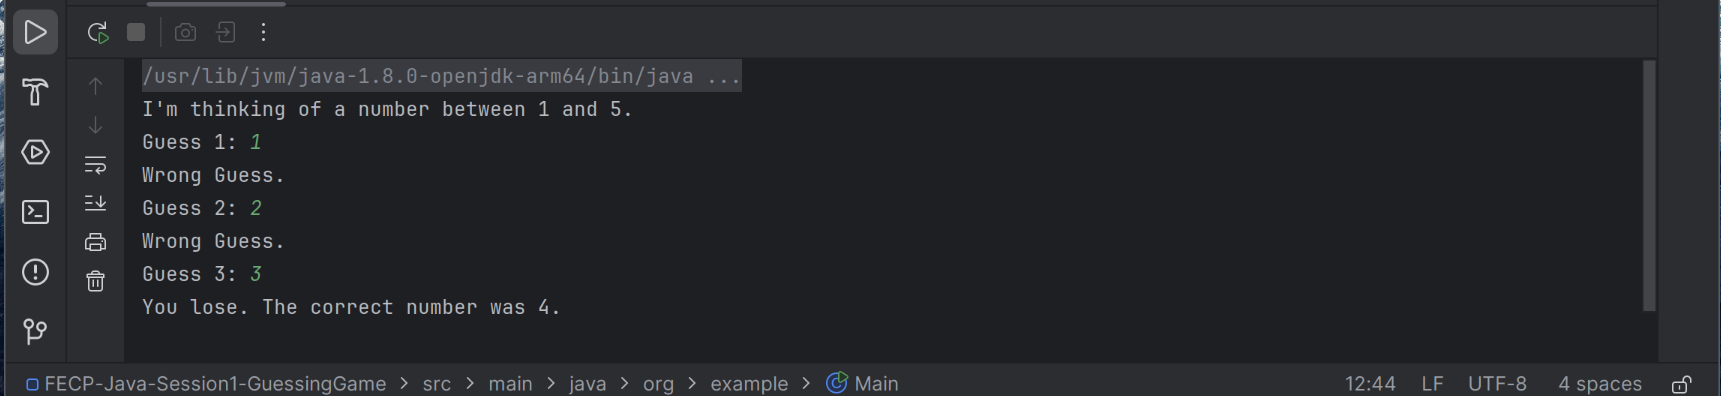 /usr/lib/jvm/java-1.8.0-openjdk-arm64/bin/java ...
I'm thinking of a number between 1 and 5.
Guess 1: 1
Wrong Guess.
Guess 2: 2
Wrong Guess.
Guess 3: 3
You lose. The correct number was 4.
FECP-Java-Session1-GuessingGame > src > main > java > org > example > Main 12:44 LF UTF-8 4 spaces